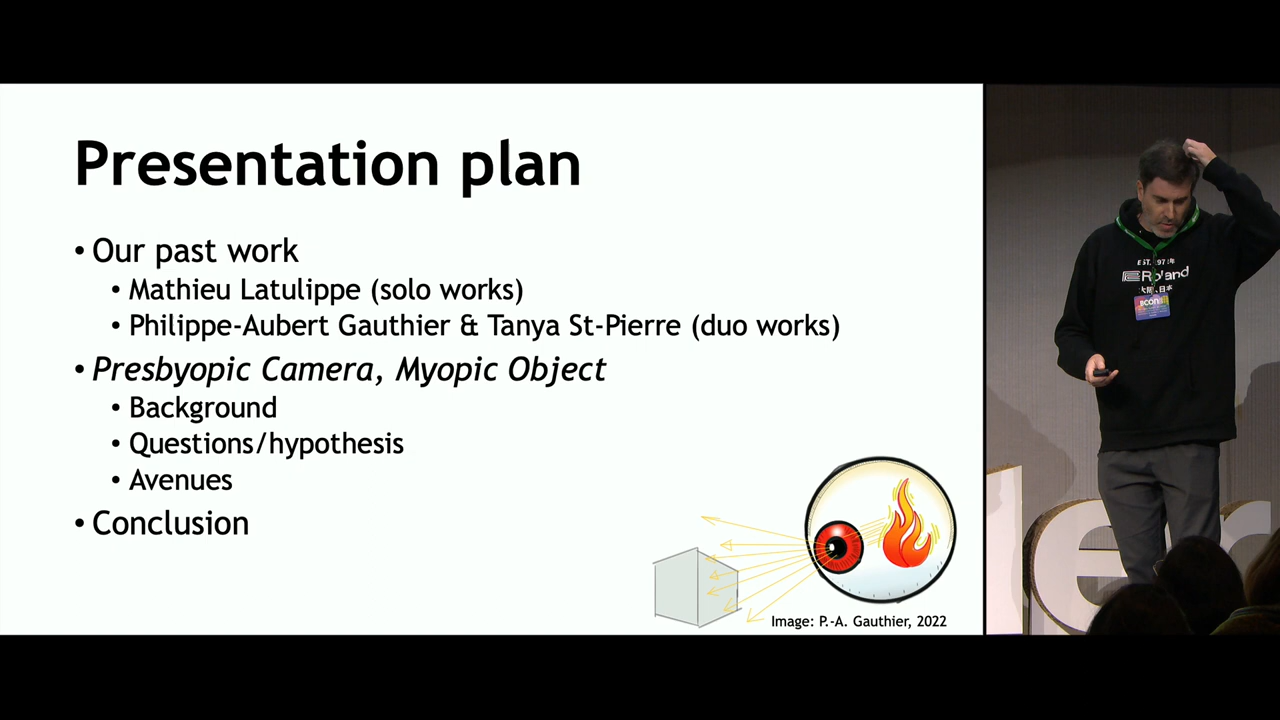 Presentation plan
• Our past work
• Mathieu Latulippe (solo works)
• Philippe-Aubert Gauthier & Tanya St-Pierre (duo works)
• Presbyopic Camera, Myopic Object
• Background
• Questions/hypothesis
• Avenues
• Conclusion
Image: P.-A. Gauthier, 2022
Roland